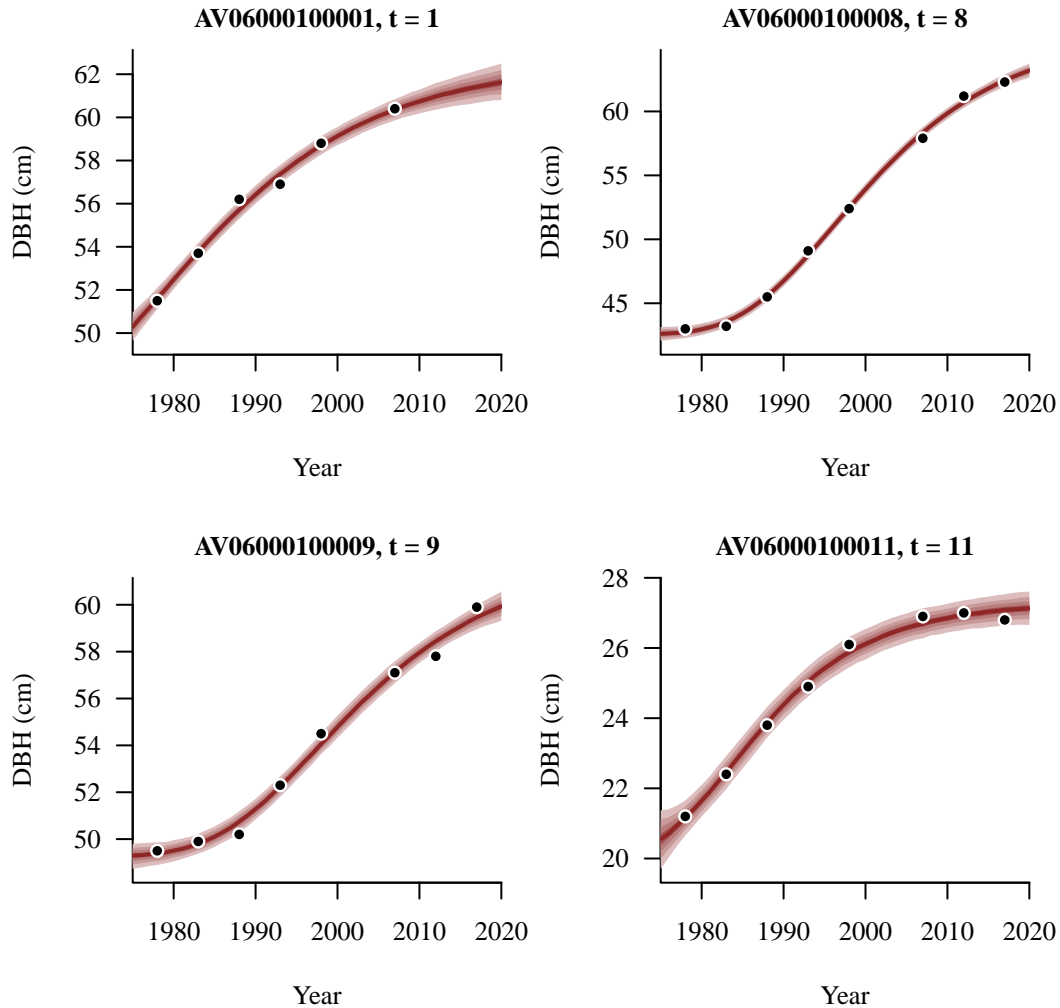 AV06000100001, t = 1
DBH (cm)
62
60
58
56
54
52
50
1980 1990 2000 2010 2020
Year
AV06000100008, t = 8
DBH (cm)
60
55
50
45
1980 1990 2000 2010 2020
Year
AV06000100009, t = 9
DBH (cm)
60
58
56
54
52
50
1980 1990 2000 2010 2020
Year
AV06000100011, t = 11
DBH (cm)
28
26
24
22
20
1980 1990 2000 2010 2020
Year